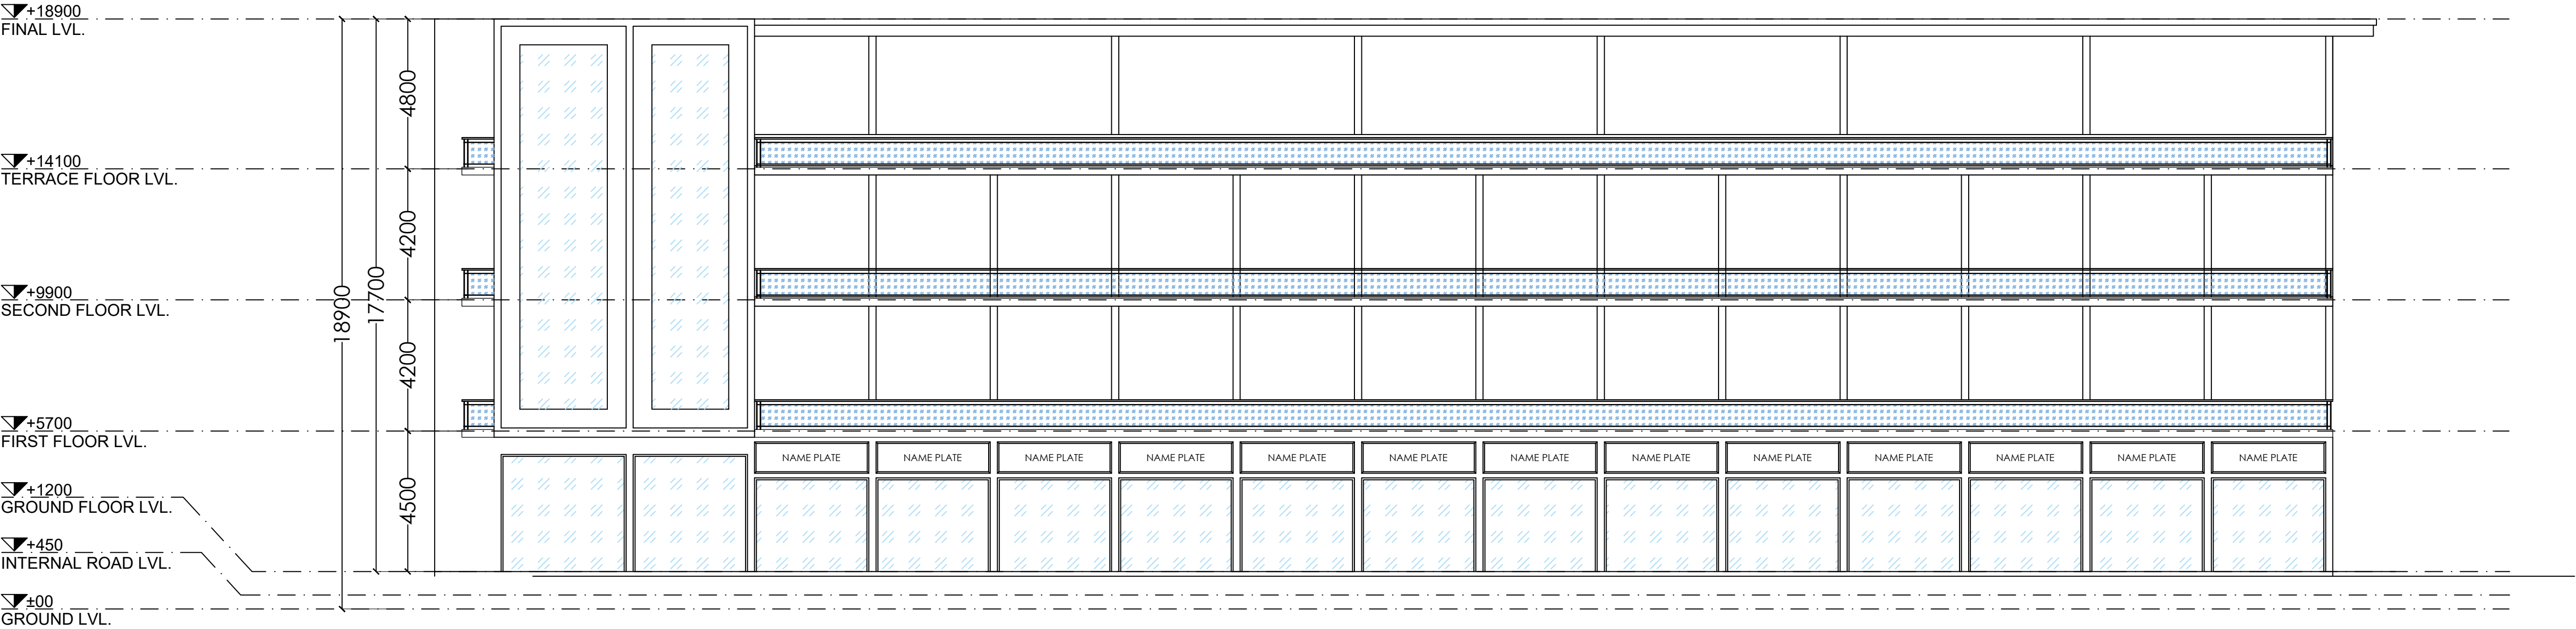 +18900
FINAL LVL.
4800
+14100
TERRACE FLOOR LVL.
4200
+9900
SECOND FLOOR LVL.
18900
17700
4200
+5700
FIRST FLOOR LVL.
NAME PLATE NAME PLATE NAME PLATE NAME PLATE NAME PLATE NAME PLATE NAME PLATE NAME PLATE NAME PLATE NAME PLATE NAME PLATE NAME PLATE NAME PLATE
4500
+1200
GROUND FLOOR LVL.
+450
INTERNAL ROAD LVL.
±00
GROUND LVL.